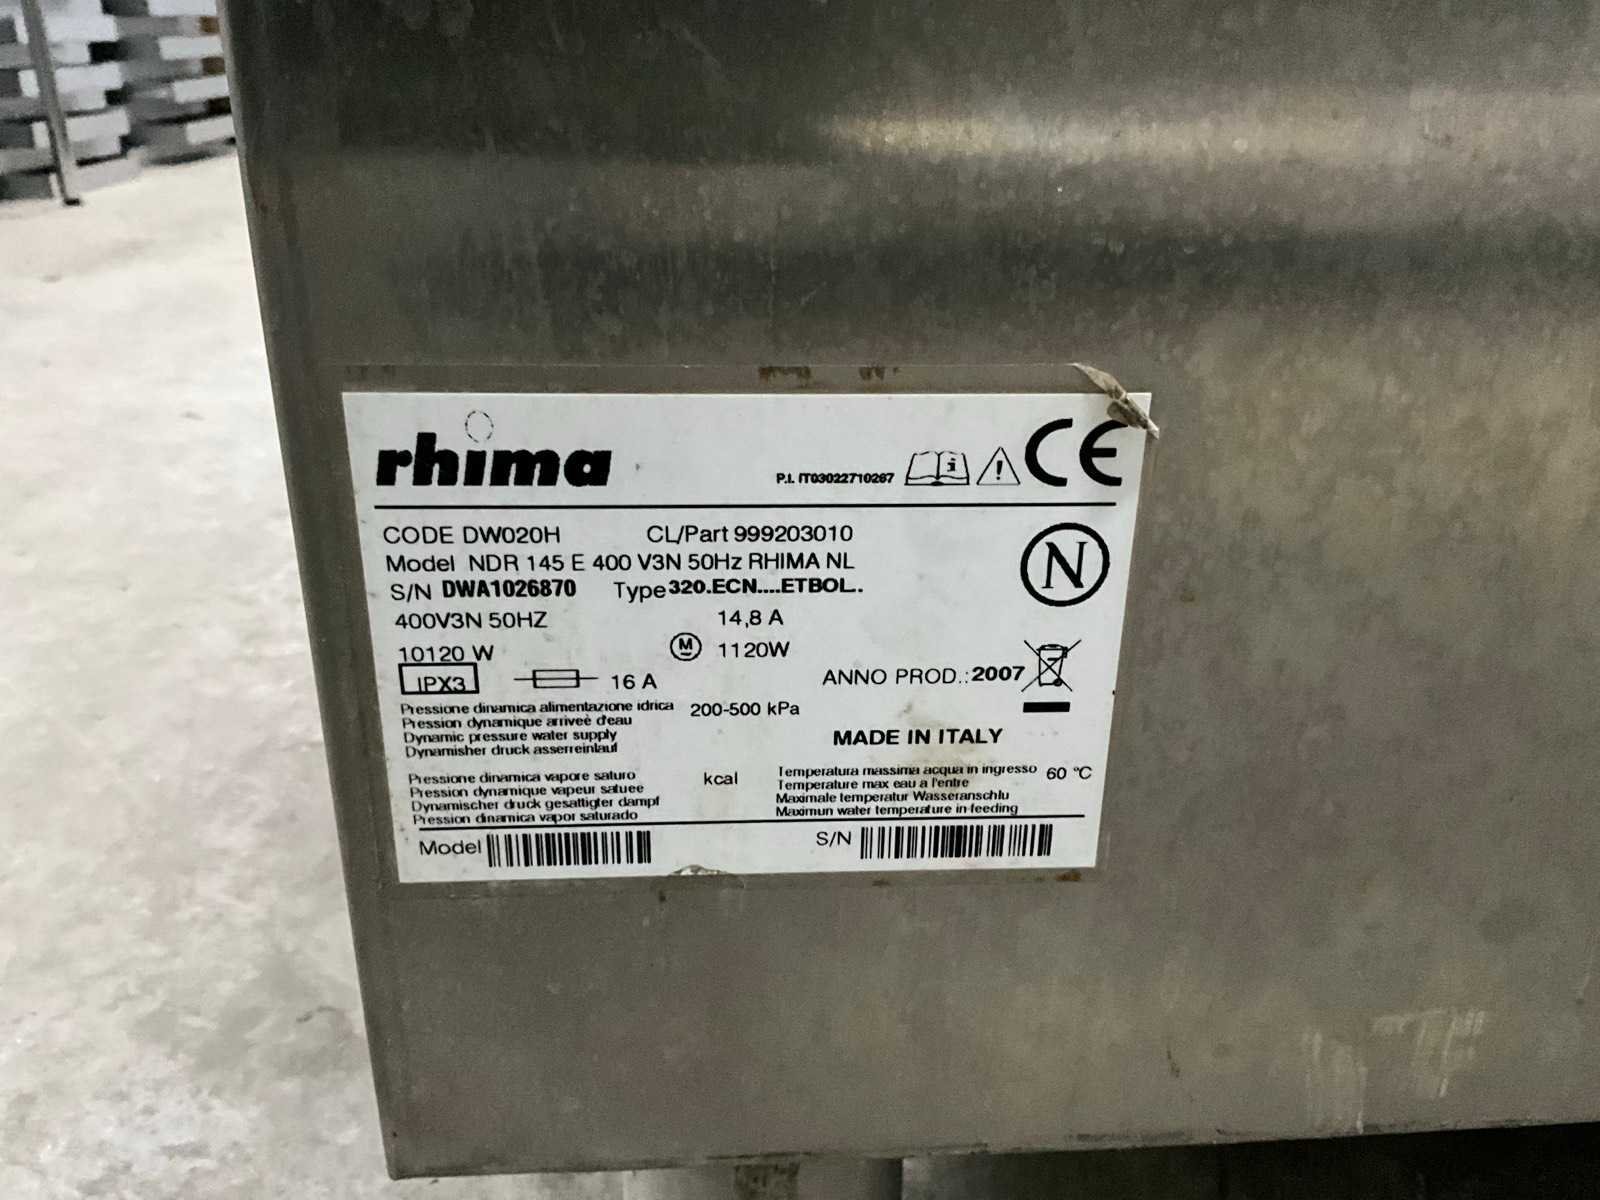 rhima
P.I. IT03022710267
CE
CODE DW020H CL/Part 999203010
Model NDR 145 E 400 V3N 50Hz RHIMA NL
N
S/N DWA1026870 Type 320.ECN....ETBOL..
400V3N 50HZ 14,8 A
10120 W M 1120W
IPX3 16 A ANNO PROD.: 2007
Pressione dinamica alimentazione idrica 200-500 kPa
Pression dynamique arriveè d'eau
Dynamic pressure water supply
Dynamisher druck asserreinlauf
MADE IN ITALY
Pressione dinamica vapore saturo kcal
Pression dynamique vapeur satuee
Dynamischer druck gesattigter dampf
Pression dinamica vapor saturado
Temperatura massima acqua in ingresso 60 °C
Temperature max eau a l'entre
Maximale temperatur Wasseranschlu
Maximun water temperature in feeding
Model S/N